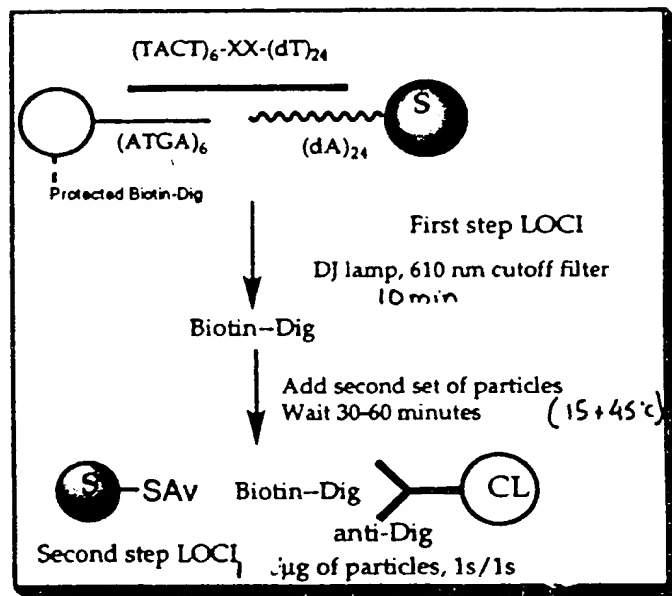 (TACT)6-XX-(dT)24
S
(ATGA)6
(dA)24
Protected Biotin-Dig
First step LOCI
DJ lamp, 610 nm cutoff filter
10 min
Biotin-Dig
Add second set of particles
Wait 30-60 minutes (15 + 45°C)
S -SAv Biotin-Dig CL
anti-Dig
Second step LOCI, µg of particles, 1s/1s